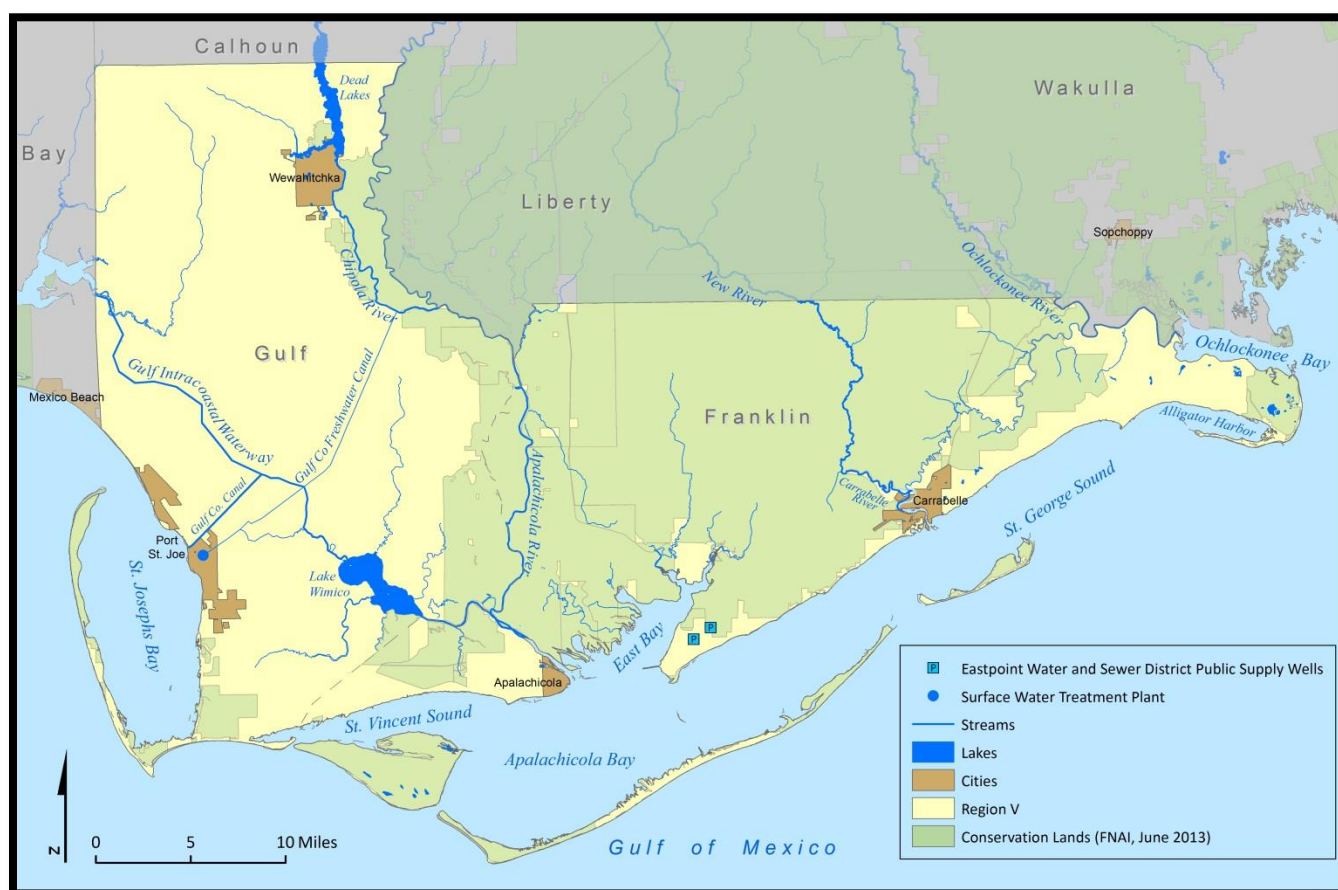 Calhoun
Dead
Lakes
Wakulla
Bay
Wewahitchka
Liberty
Sopchoppy
Chipola River
New River
Ochlockonee River
Ochlockonee Bay
Gulf
Gulf Intracoastal Waterway
Gulf Co Freshwater Canal
Mexico Beach
Franklin
Alligator Harbor
Apalachicola River
Carrabelle
River
Carrabelle
St. George Sound
Gulf Co. Canal
Port
St. Joe
St. Josephs Bay
Lake
Wimico
East Bay
P
P
Apalachicola
St. Vincent Sound
Apalachicola Bay
Gulf of Mexico
N
0 5 10 Miles
P Eastpoint Water and Sewer District Public Supply Wells
Surface Water Treatment Plant
Streams
Lakes
Cities
Region V
Conservation Lands (FNAI, June 2013)